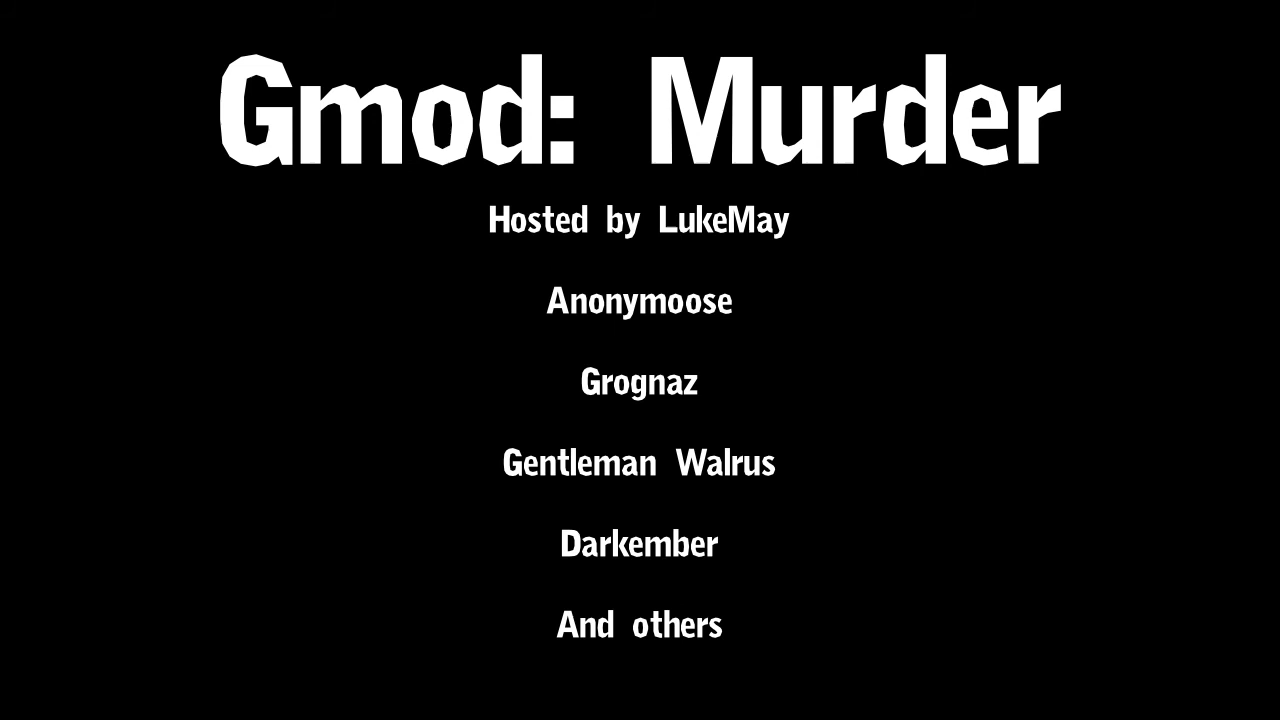 Gmod: Murder
Hosted by LukeMay
Anonymoose
Grognaz
Gentleman Walrus
Darkember
And others